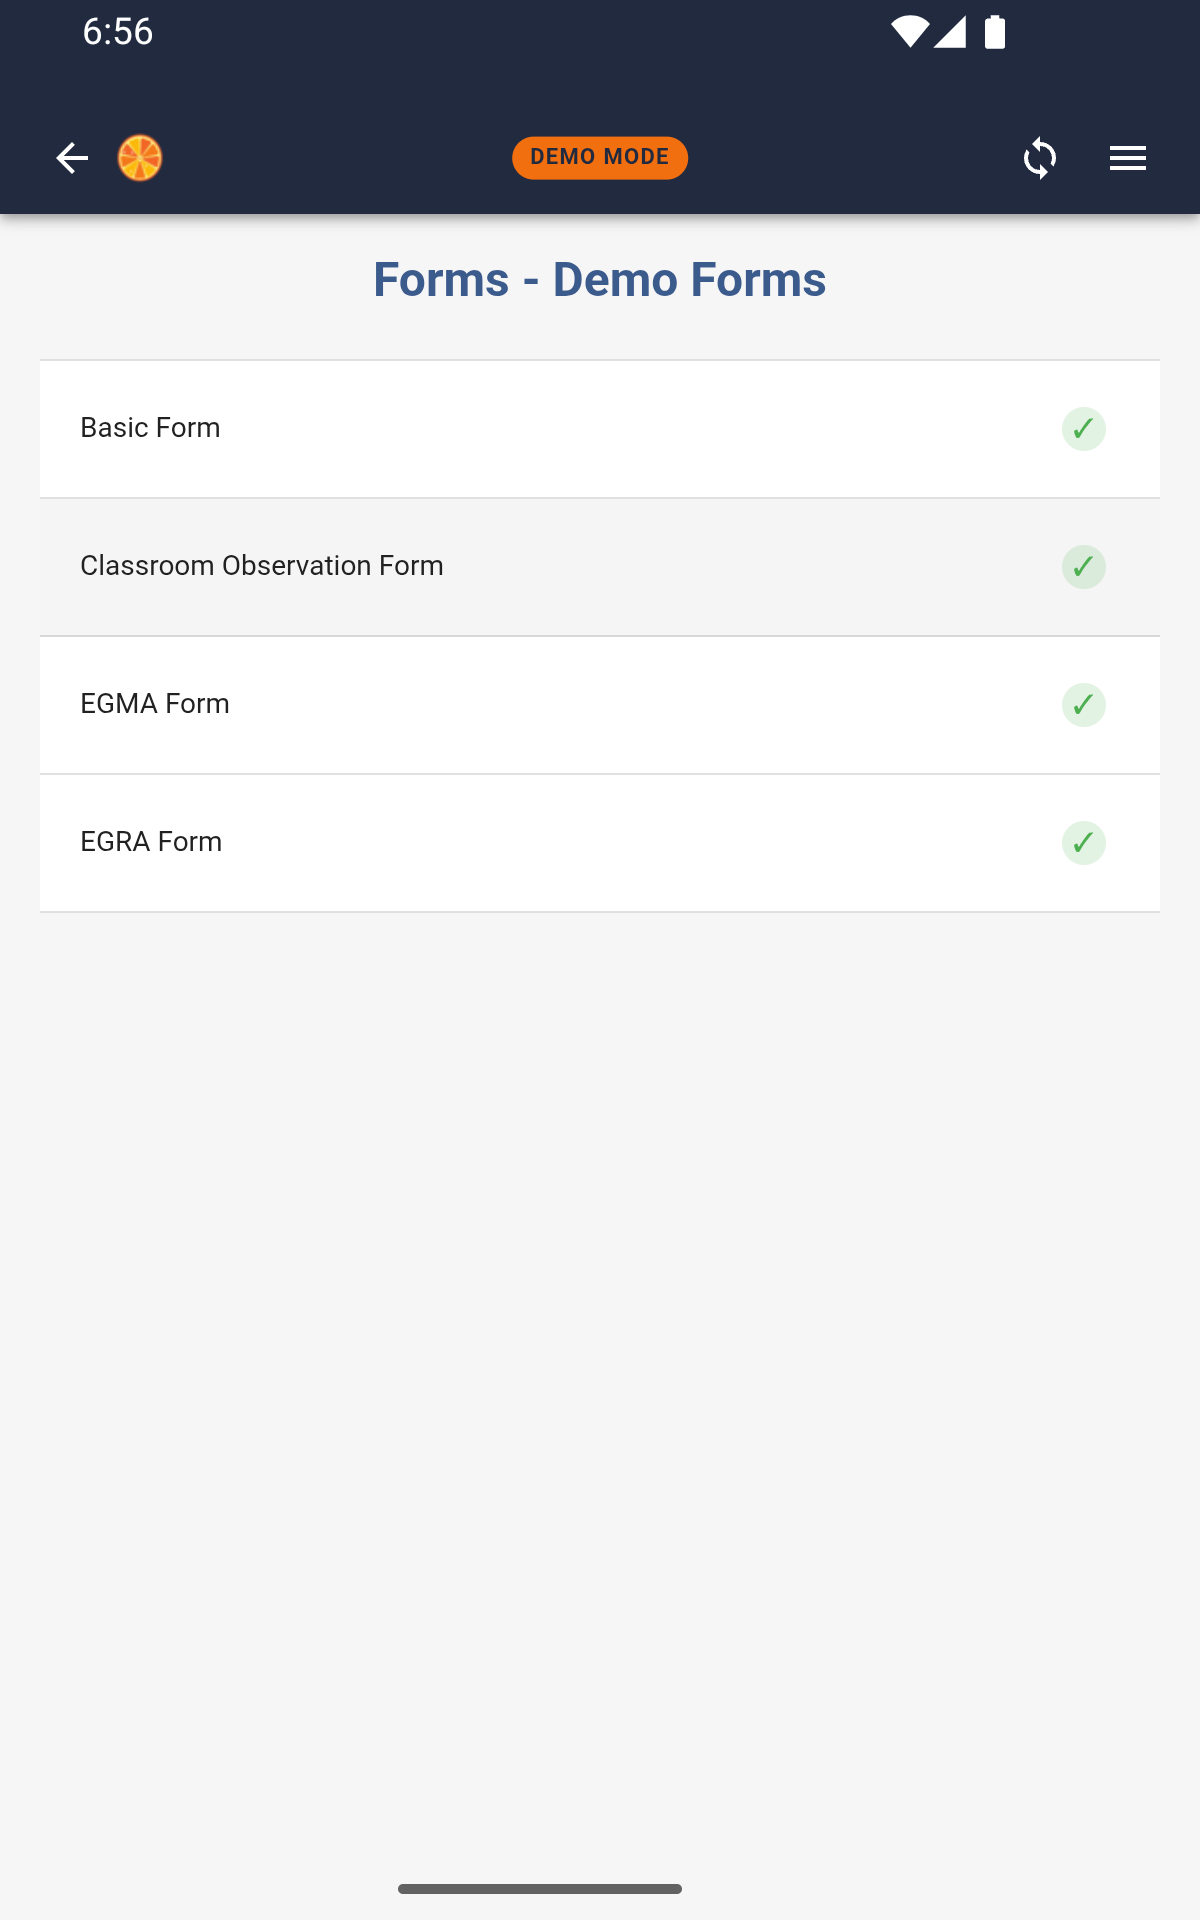 6:56
DEMO MODE
Forms - Demo Forms
Basic Form
✓
Classroom Observation Form
✓
EGMA Form
✓
EGRA Form
✓